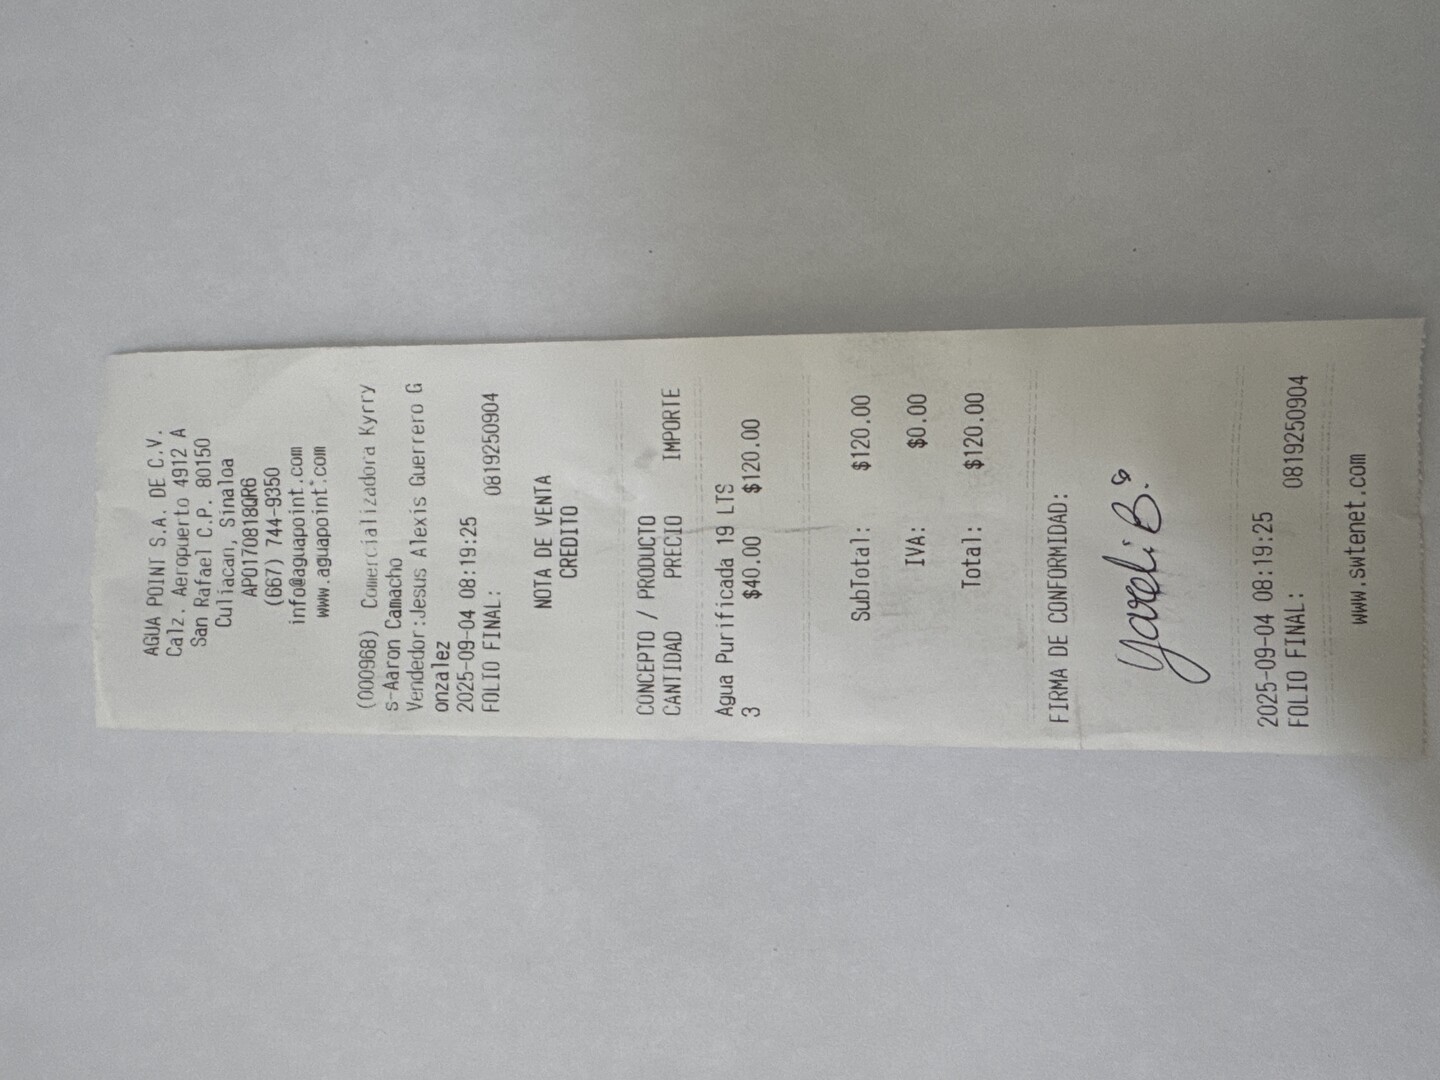 AGUA POINT S.A. DE C.V.
Calz. Aeropuerto 4912 A
San Rafael C.P. 80150
Culiacan, Sinaloa
APO170818QR6
(667) 744-9350
info@aguapoint.com
www.aguapoint.com
(000968) Comercializadora Kyrry
s-Aaron Camacho
Vendedor:Jesus Alexis Guerrero G
onzalez
2025-09-04 08:19:25
FOLIO FINAL: 0819250904
NOTA DE VENTA
CREDITO
CONCEPTO / PRODUCTO
CANTIDAD PRECIO IMPORTE
Agua Purificada 19 LTS
3 $40.00 $120.00
SubTotal: $120.00
IVA: $0.00
Total: $120.00
FIRMA DE CONFORMIDAD:
Yareli B.
2025-09-04 08:19:25
FOLIO FINAL: 0819250904
www.swtenet.com